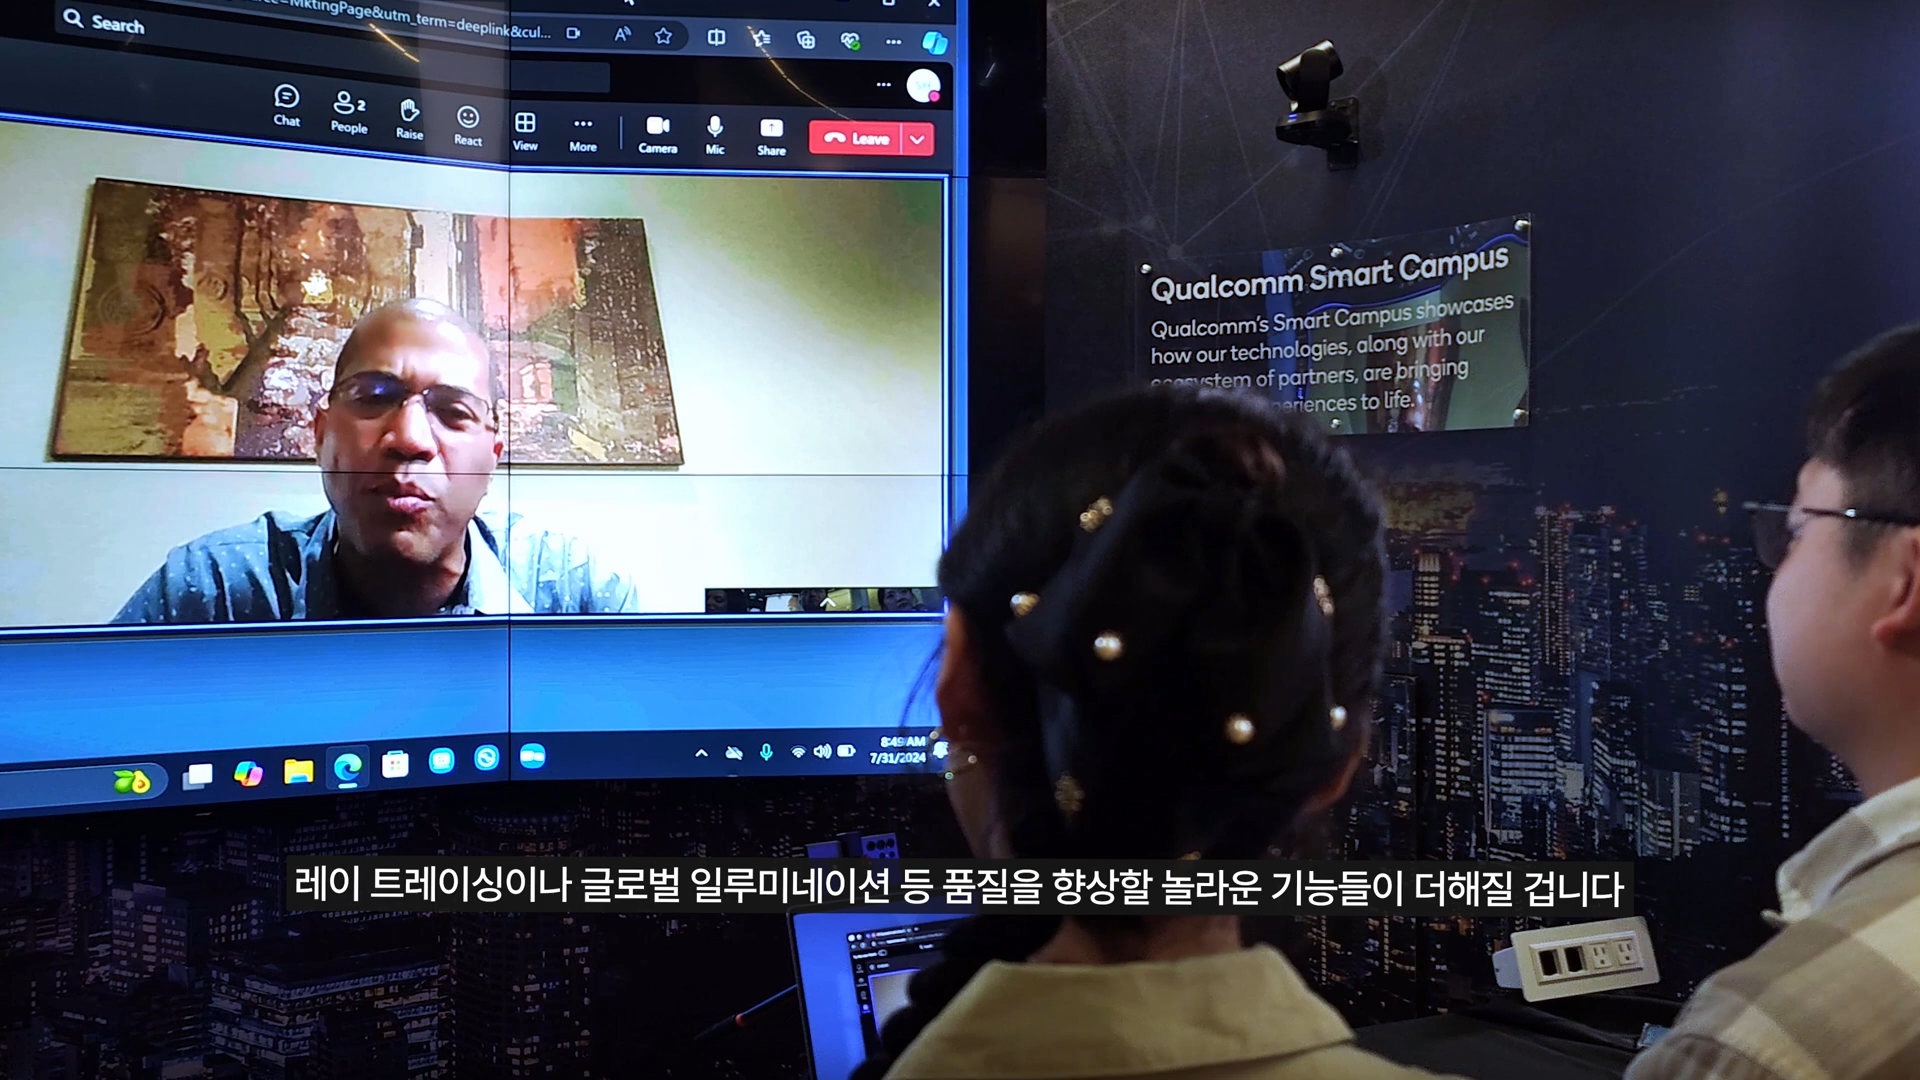 =MktingPage&utm_term=deeplink&cul...
Search
Chat
People 2
Raise
React
View
More
Camera
Mic
Share
Leave
Qualcomm Smart Campus
Qualcomm's Smart Campus showcases
how our technologies, along with our
ecosystem of partners, are bringing
to life.
8:49 AM
7/31/2024
레이 트레이싱이나 글로벌 일루미네이션 등 품질을 향상할 놀라운 기능들이 더해질 겁니다